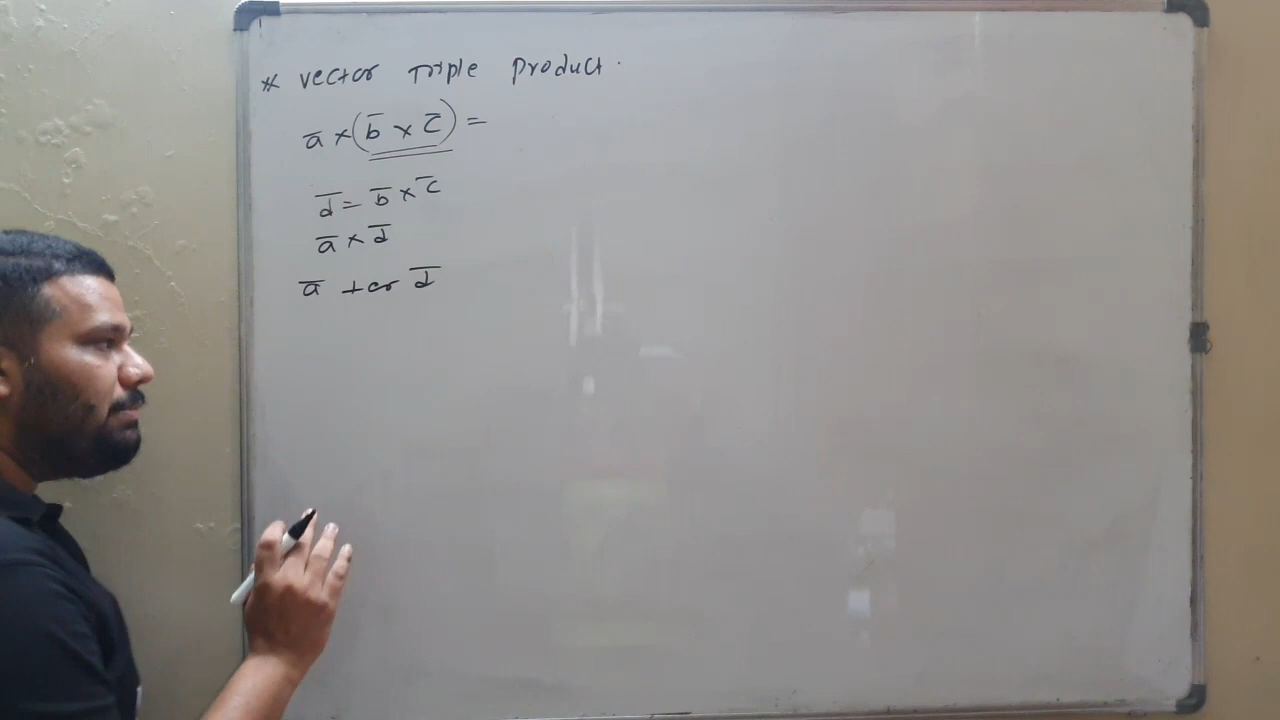 * Vector Triple Product.
a̅ × (b̅ × c̅) =
d̅ = b̅ × c̅
a̅ × d̅
a̅ ⊥er d̅